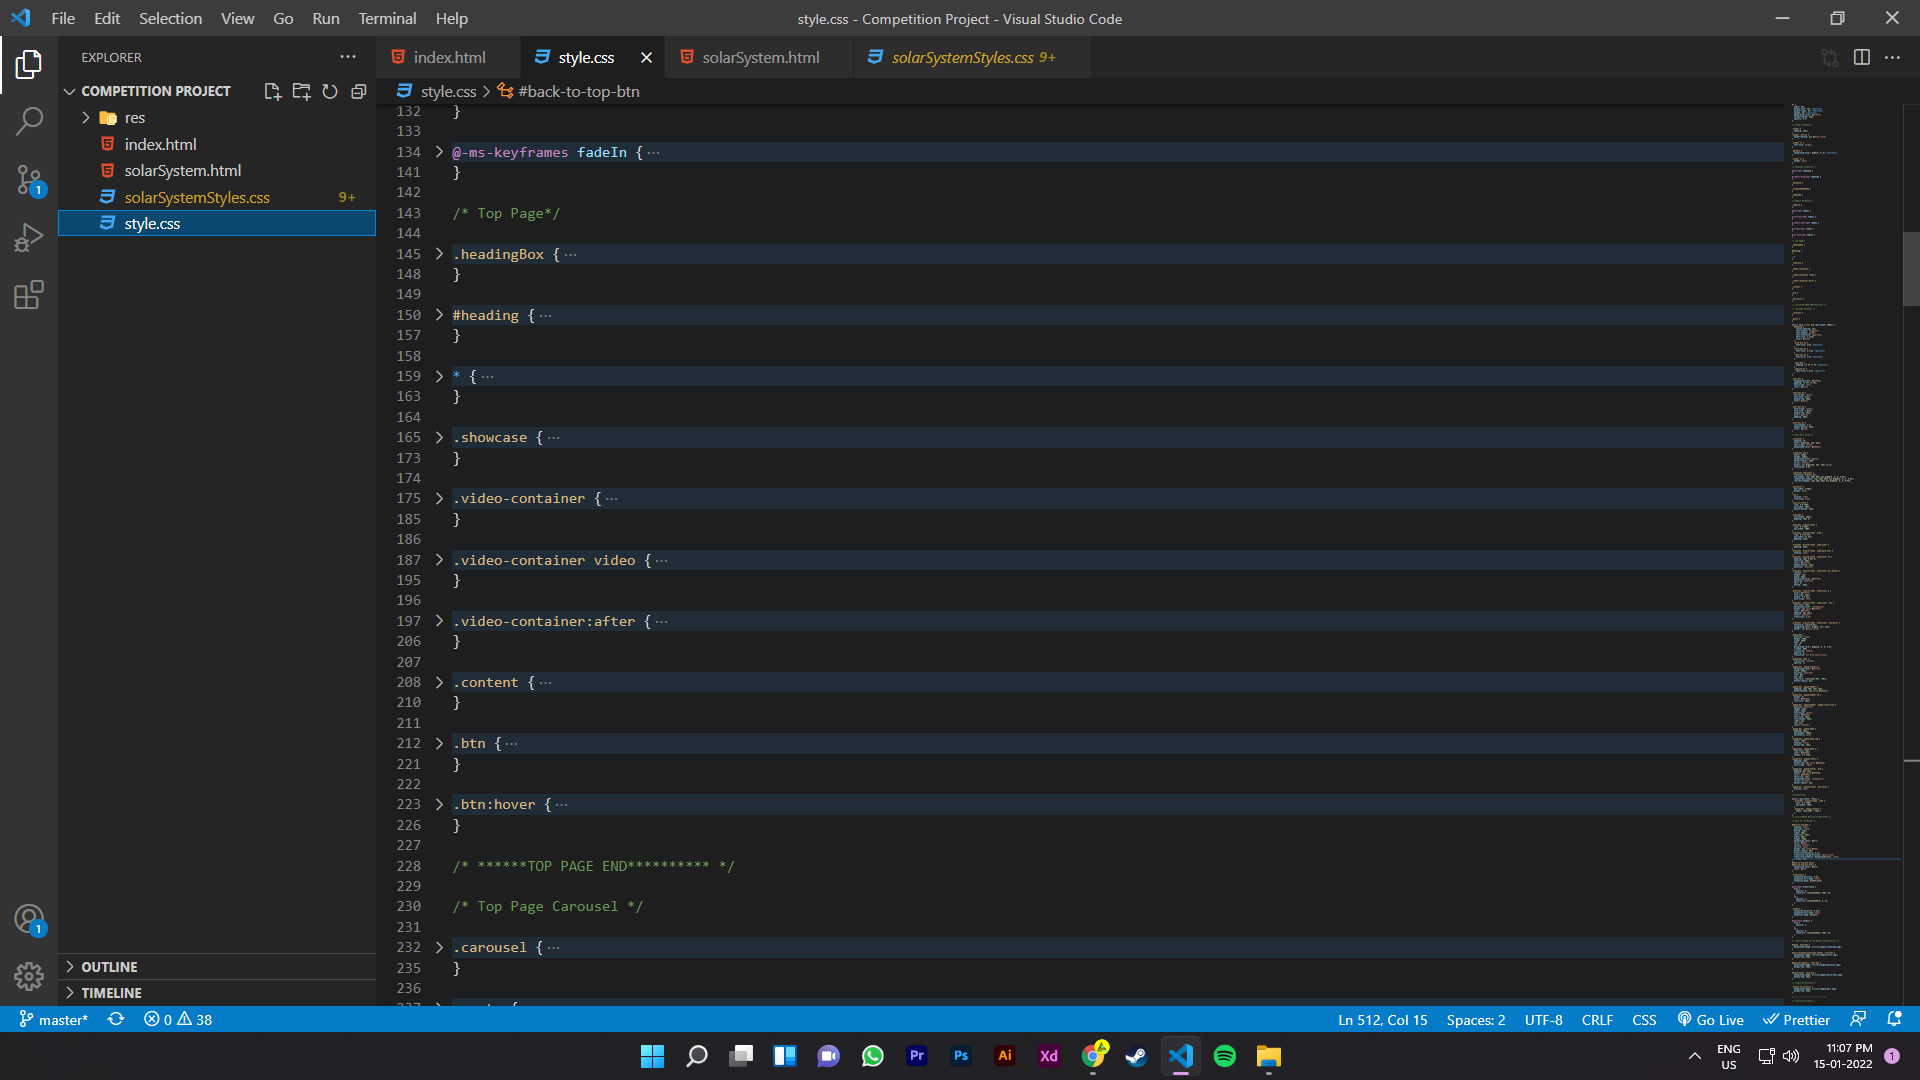 File Edit Selection View Go Run Terminal Help
style.css - Competition Project - Visual Studio Code
EXPLORER
index.html
style.css
solarSystem.html
solarSystemStyles.css 9+
COMPETITION PROJECT
res
index.html
solarSystem.html
solarSystemStyles.css 9+
style.css
style.css > #back-to-top-btn
132 }
133
134 @-ms-keyframes fadeIn { ...
141 }
142
143 /* Top Page*/
144
145 .headingBox { ...
148 }
149
150 #heading { ...
157 }
158
159 * { ...
163 }
164
165 .showcase { ...
173 }
174
175 .video-container { ...
185 }
186
187 .video-container video { ...
195 }
196
197 .video-container:after { ...
206 }
207
208 .content { ...
210 }
211
212 .btn { ...
221 }
222
223 .btn:hover { ...
226 }
227
228 /* ******TOP PAGE END********** */
229
230 /* Top Page Carousel */
231
232 .carousel { ...
235 }
236
1
1
OUTLINE
TIMELINE
master* 0 38
Ln 512, Col 15 Spaces: 2 UTF-8 CRLF CSS Go Live Prettier
Pr Ps Ai Xd
ENG
US
11:07 PM
15-01-2022
1